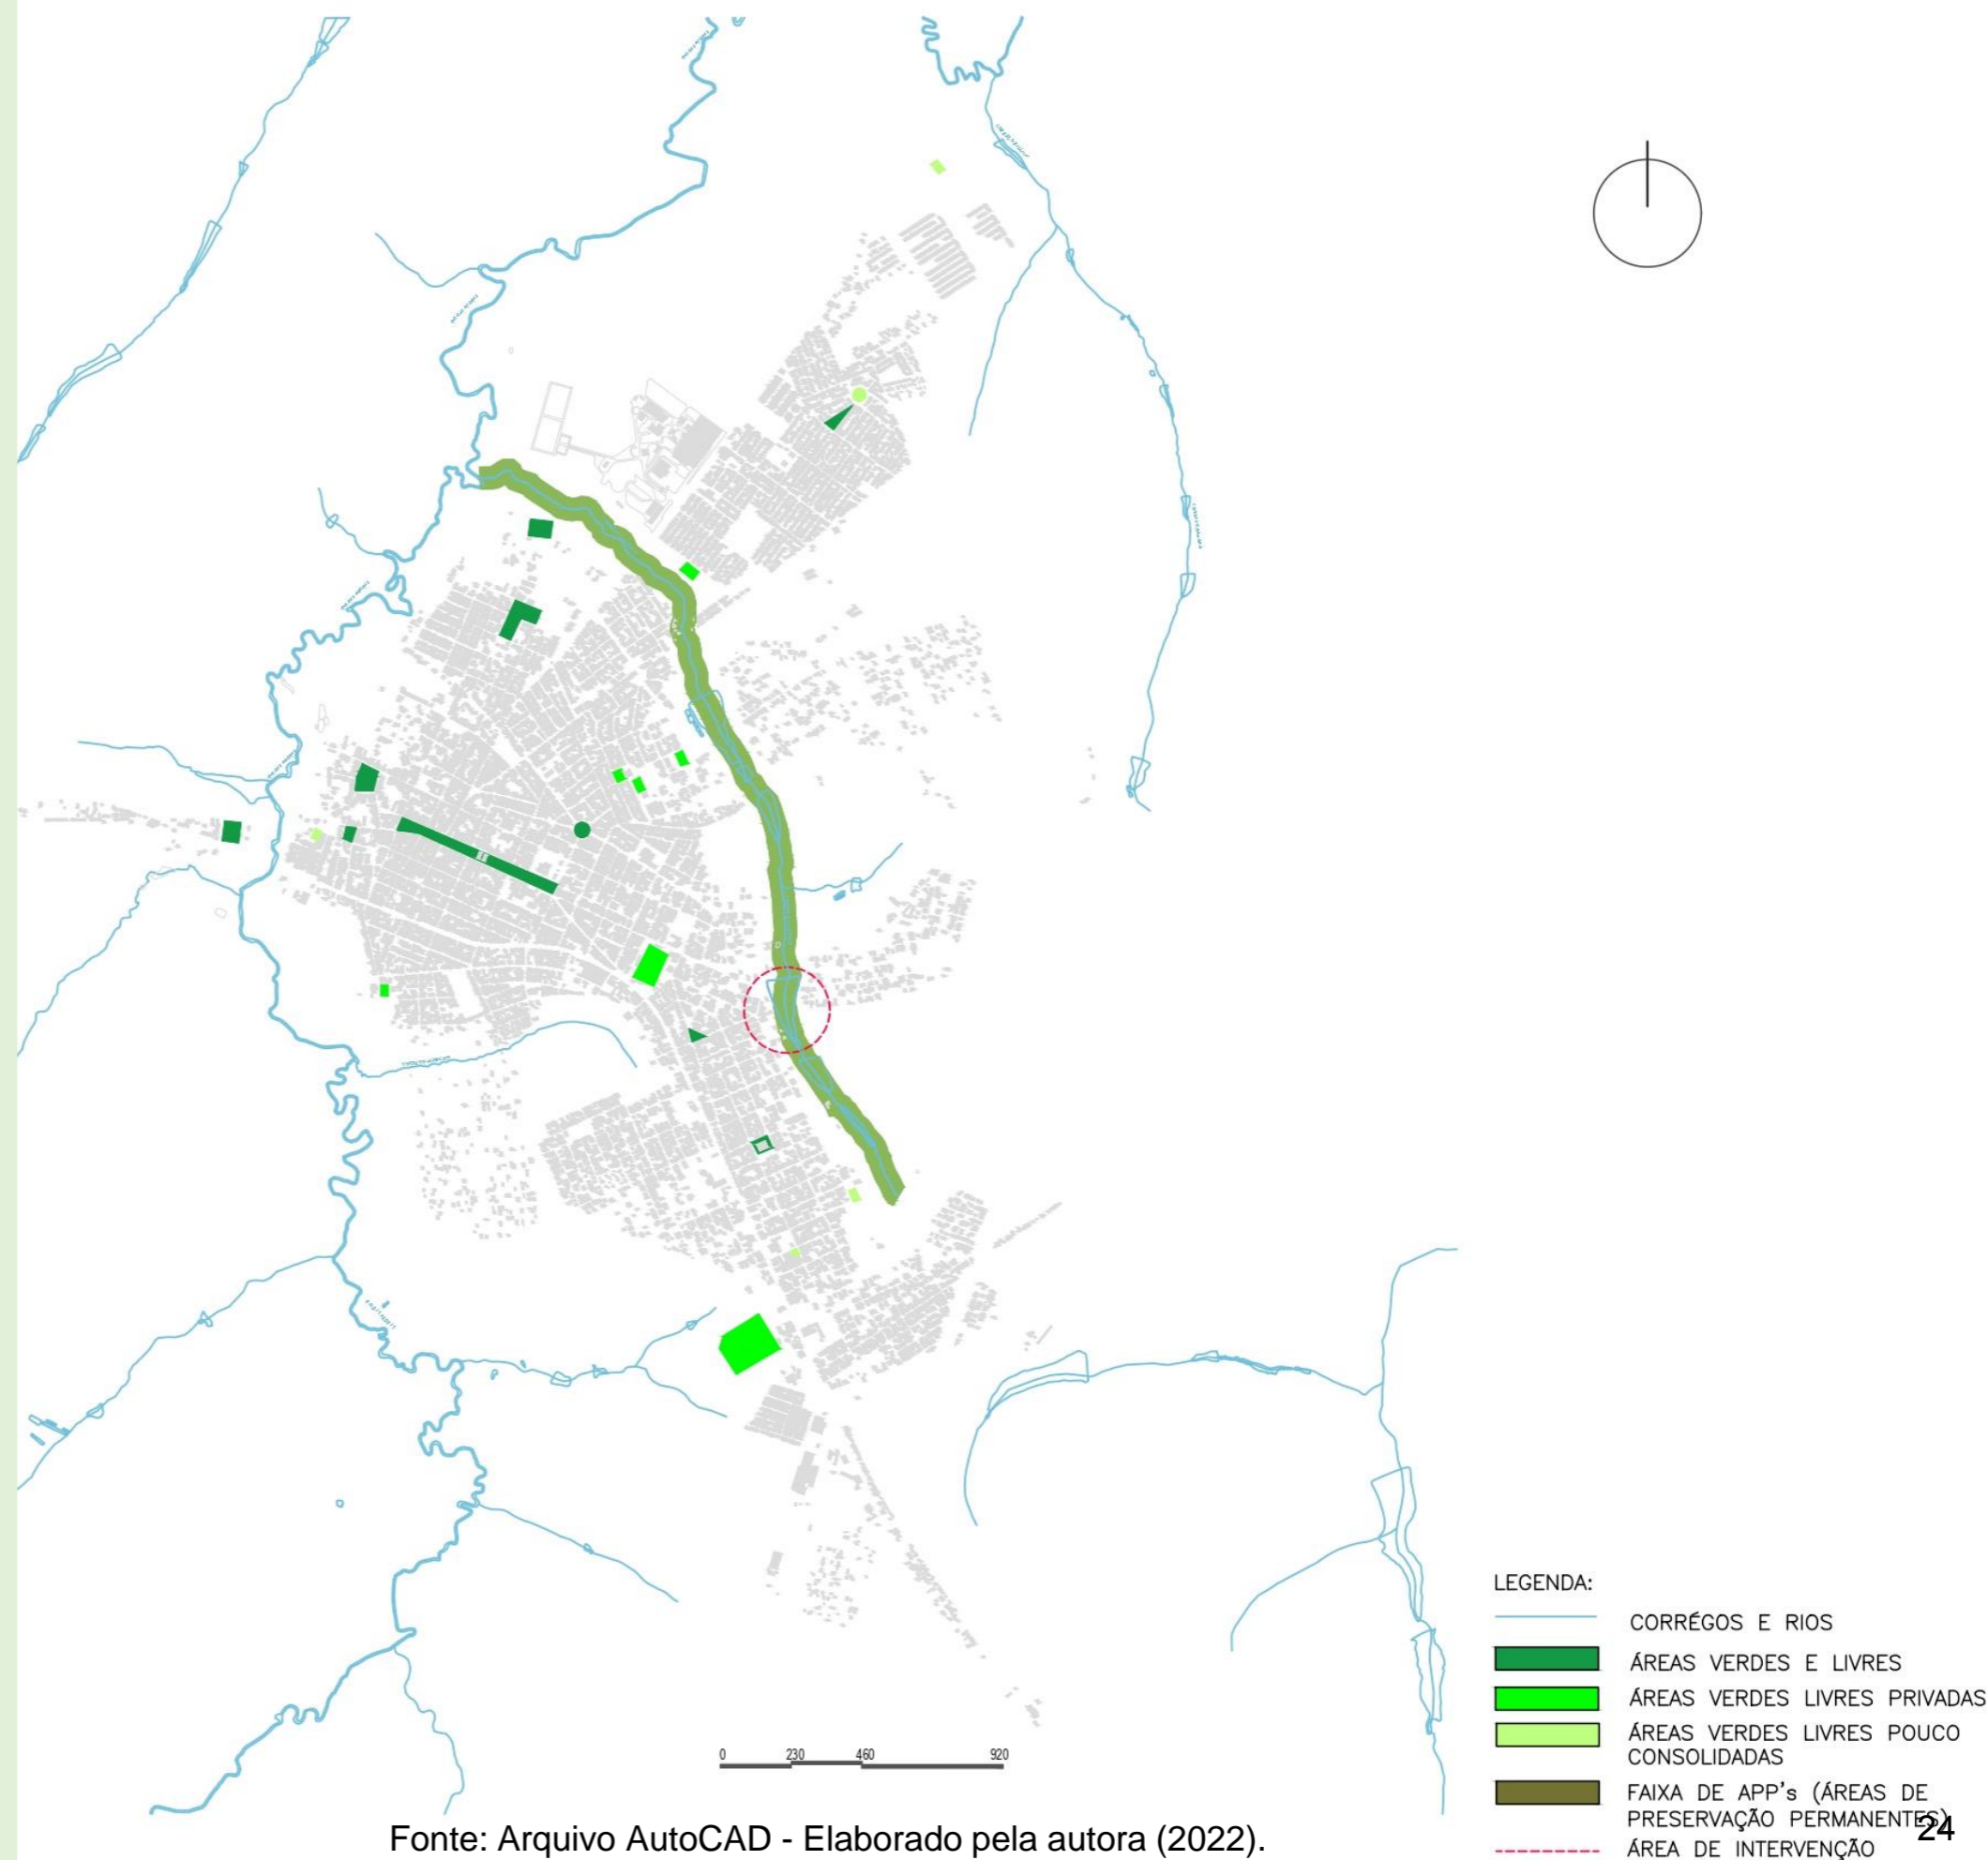 LEGENDA:
CORRÉGOS E RIOS
ÁREAS VERDES E LIVRES
ÁREAS VERDES LIVRES PRIVADAS
ÁREAS VERDES LIVRES POUCO
CONSOLIDADAS
FAIXA DE APP's (ÁREAS DE
PRESERVAÇÃO PERMANENTES)
ÁREA DE INTERVENÇÃO
0 230 460 920
Fonte: Arquivo AutoCAD - Elaborado pela autora (2022).
24